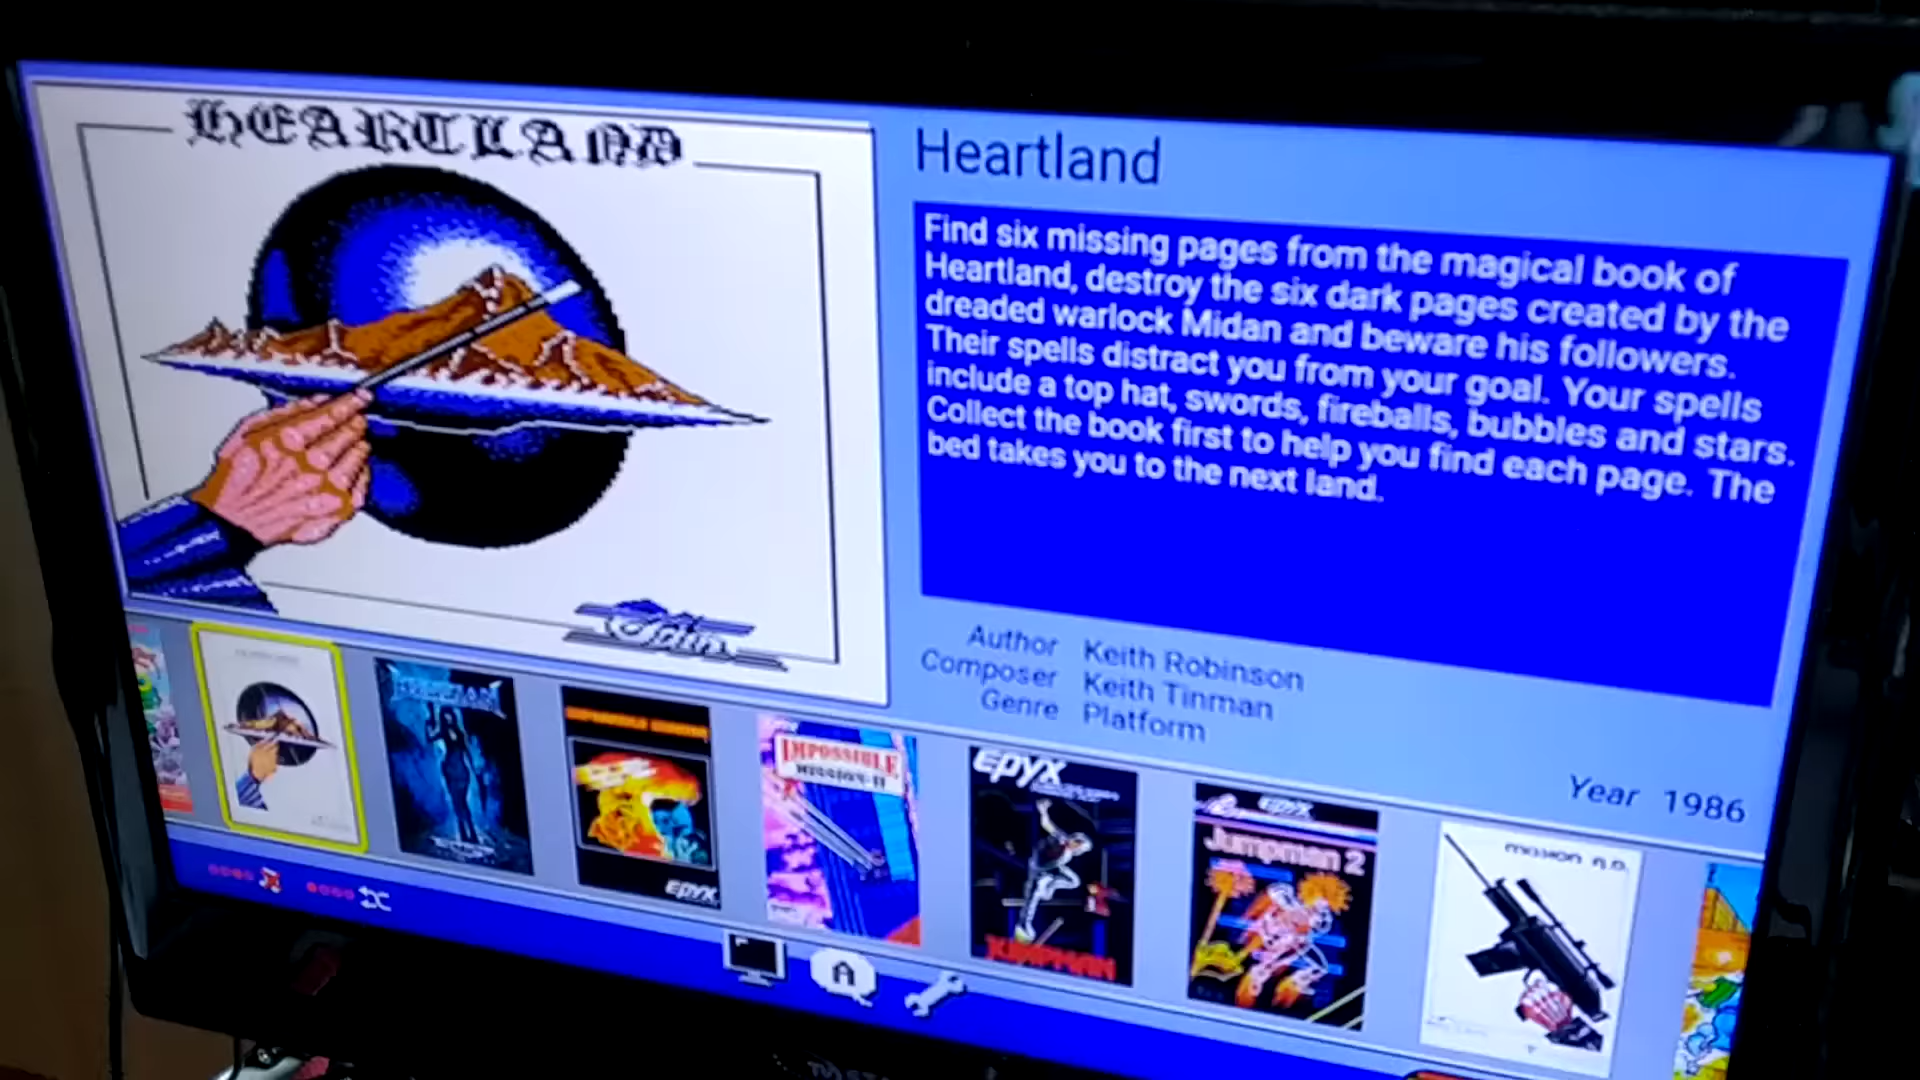 HEARTLAND
Heartland
Find six missing pages from the magical book of
Heartland, destroy the six dark pages created by the
dreaded warlock Midan and beware his followers.
Their spells distract you from your goal. Your spells
include a top hat, swords, fireballs, bubbles and stars.
Collect the book first to help you find each page. The
bed takes you to the next land.
Odin
Author Keith Robinson
Composer Keith Tinman
Genre Platform
Year 1986
IMPOSSIBLE
MISSION-II
EPYX
EPYX
JUMPMAN
EPYX
Jumpman 2
A